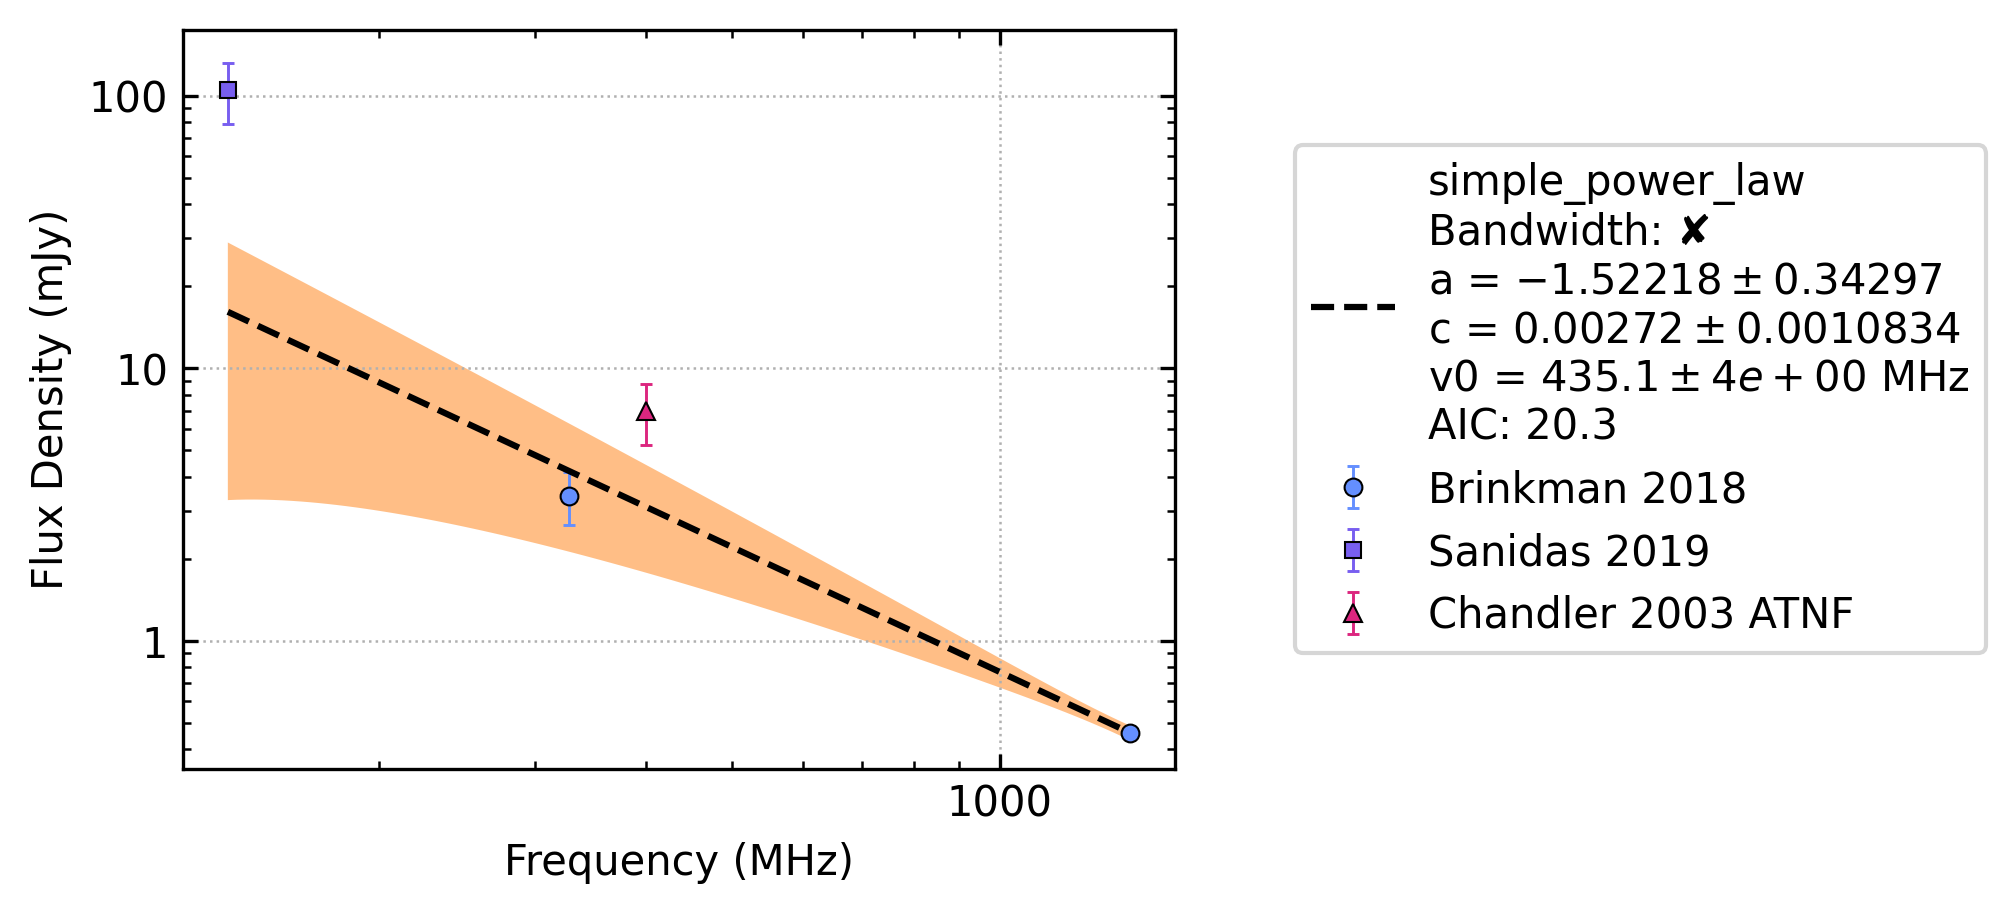 100
10
1
Flux Density (mJy)
1000
Frequency (MHz)
simple_power_law
Bandwidth: ✘
a = −1.52218 ± 0.34297
c = 0.00272 ± 0.0010834
v0 = 435.1 ± 4e + 00 MHz
AIC: 20.3
Brinkman 2018
Sanidas 2019
Chandler 2003 ATNF